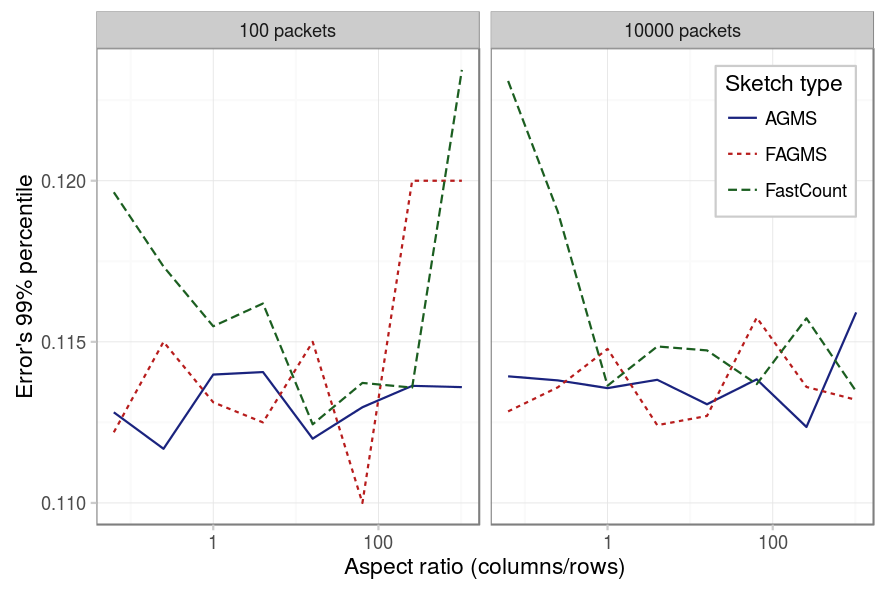 100 packets
10000 packets
Sketch type
AGMS
FAGMS
FastCount
Error's 99% percentile
0.120
0.115
0.110
1
100
1
100
Aspect ratio (columns/rows)